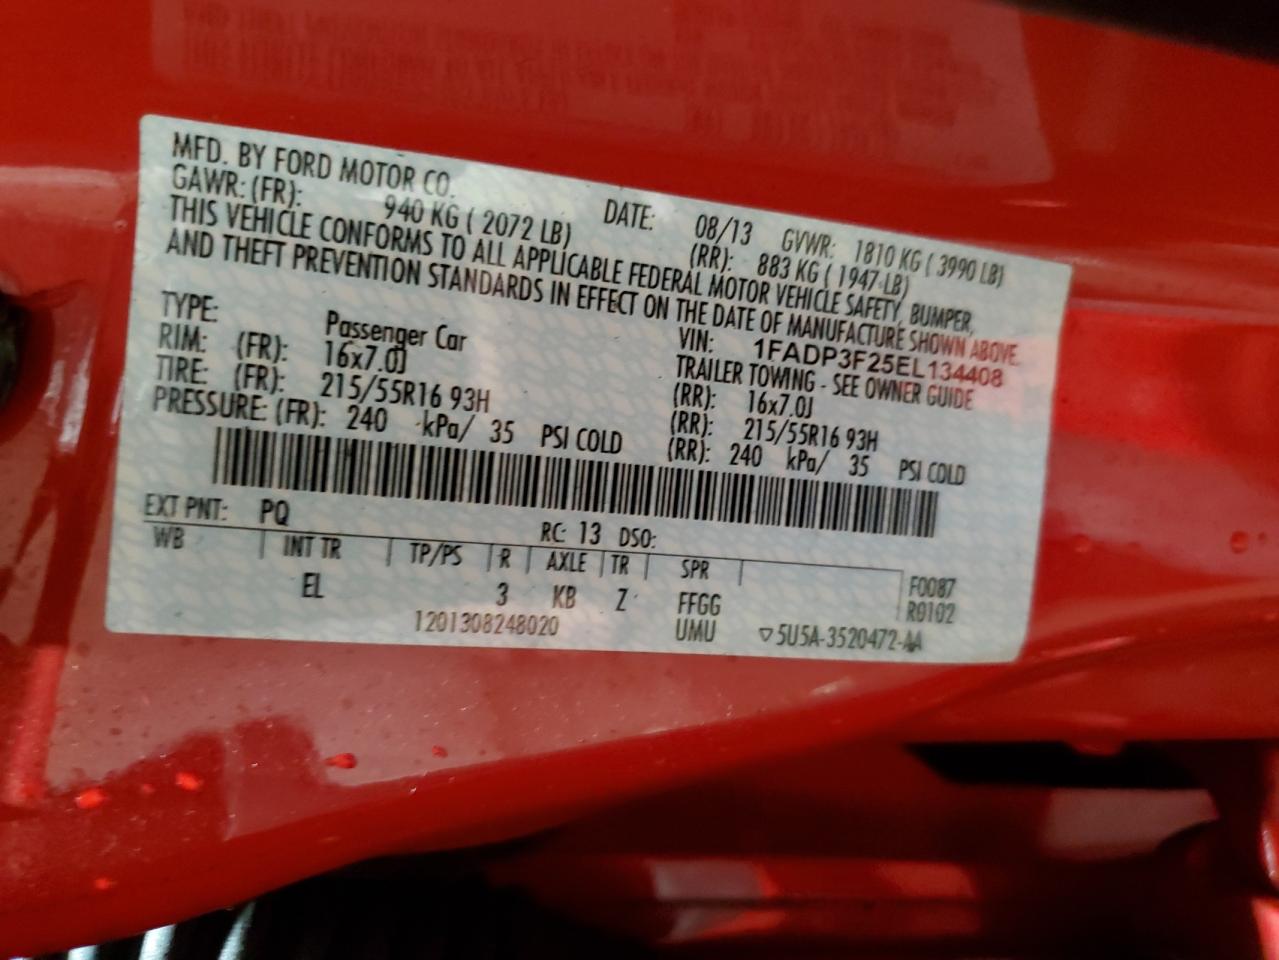 MFD. BY FORD MOTOR CO.
DATE: 08/13 GVWR: 1810 KG ( 3990 LB)
GAWR: (FR): 940 KG ( 2072 LB) (RR): 883 KG ( 1947 LB)
THIS VEHICLE CONFORMS TO ALL APPLICABLE FEDERAL MOTOR VEHICLE SAFETY, BUMPER,
AND THEFT PREVENTION STANDARDS IN EFFECT ON THE DATE OF MANUFACTURE SHOWN ABOVE.
VIN: 1FADP3F25EL134408
TYPE: Passenger Car TRAILER TOWING - SEE OWNER GUIDE
RIM: (FR): 16x7.0J (RR): 16x7.0J
TIRE: (FR): 215/55R16 93H (RR): 215/55R16 93H
PRESSURE: (FR): 240 kPa/ 35 PSI COLD (RR): 240 kPa/ 35 PSI COLD
EXT PNT: PQ RC: 13 DSO:
WB INT TR TP/PS R AXLE TR SPR
EL 3 KB Z FFGG F0087
UMU R0102
1201308248020 ▽5U5A-3520472-AA